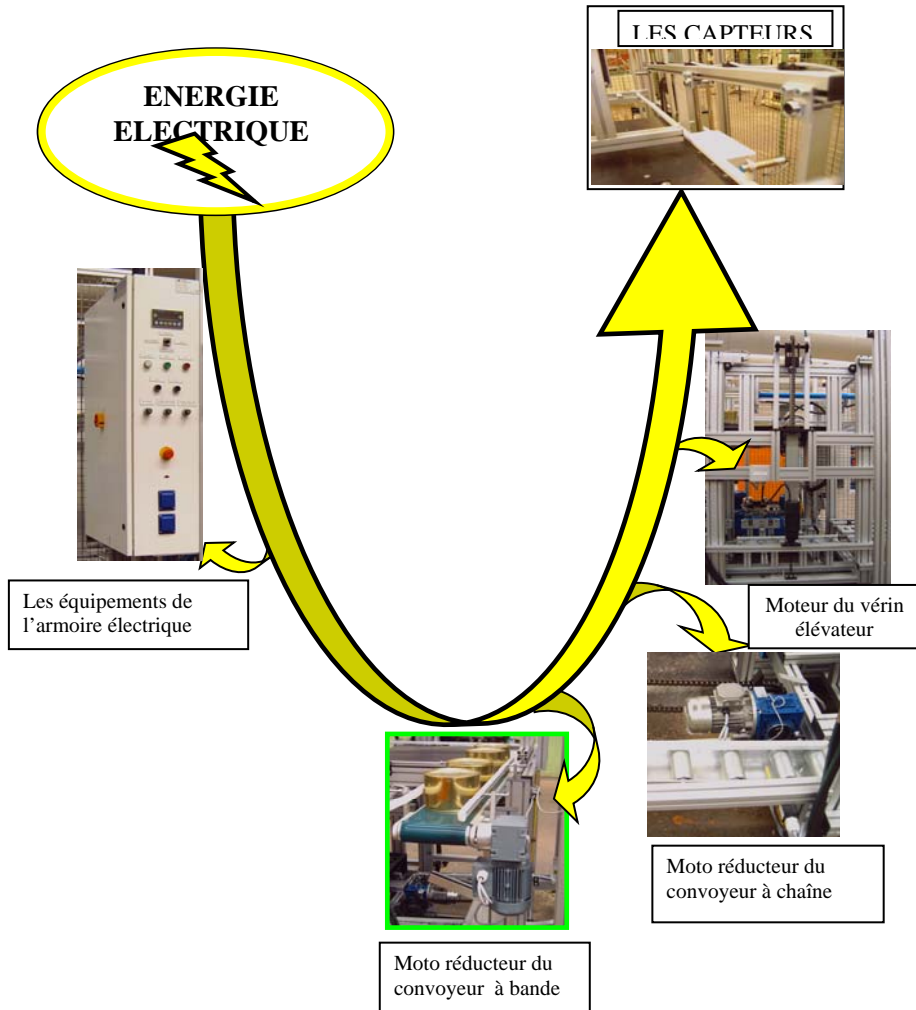 LES CAPTEURS
ENERGIE
ELECTRIQUE
Les équipements de
l’armoire électrique
Moteur du vérin
élévateur
Moto réducteur du
convoyeur à chaîne
Moto réducteur du
convoyeur à bande